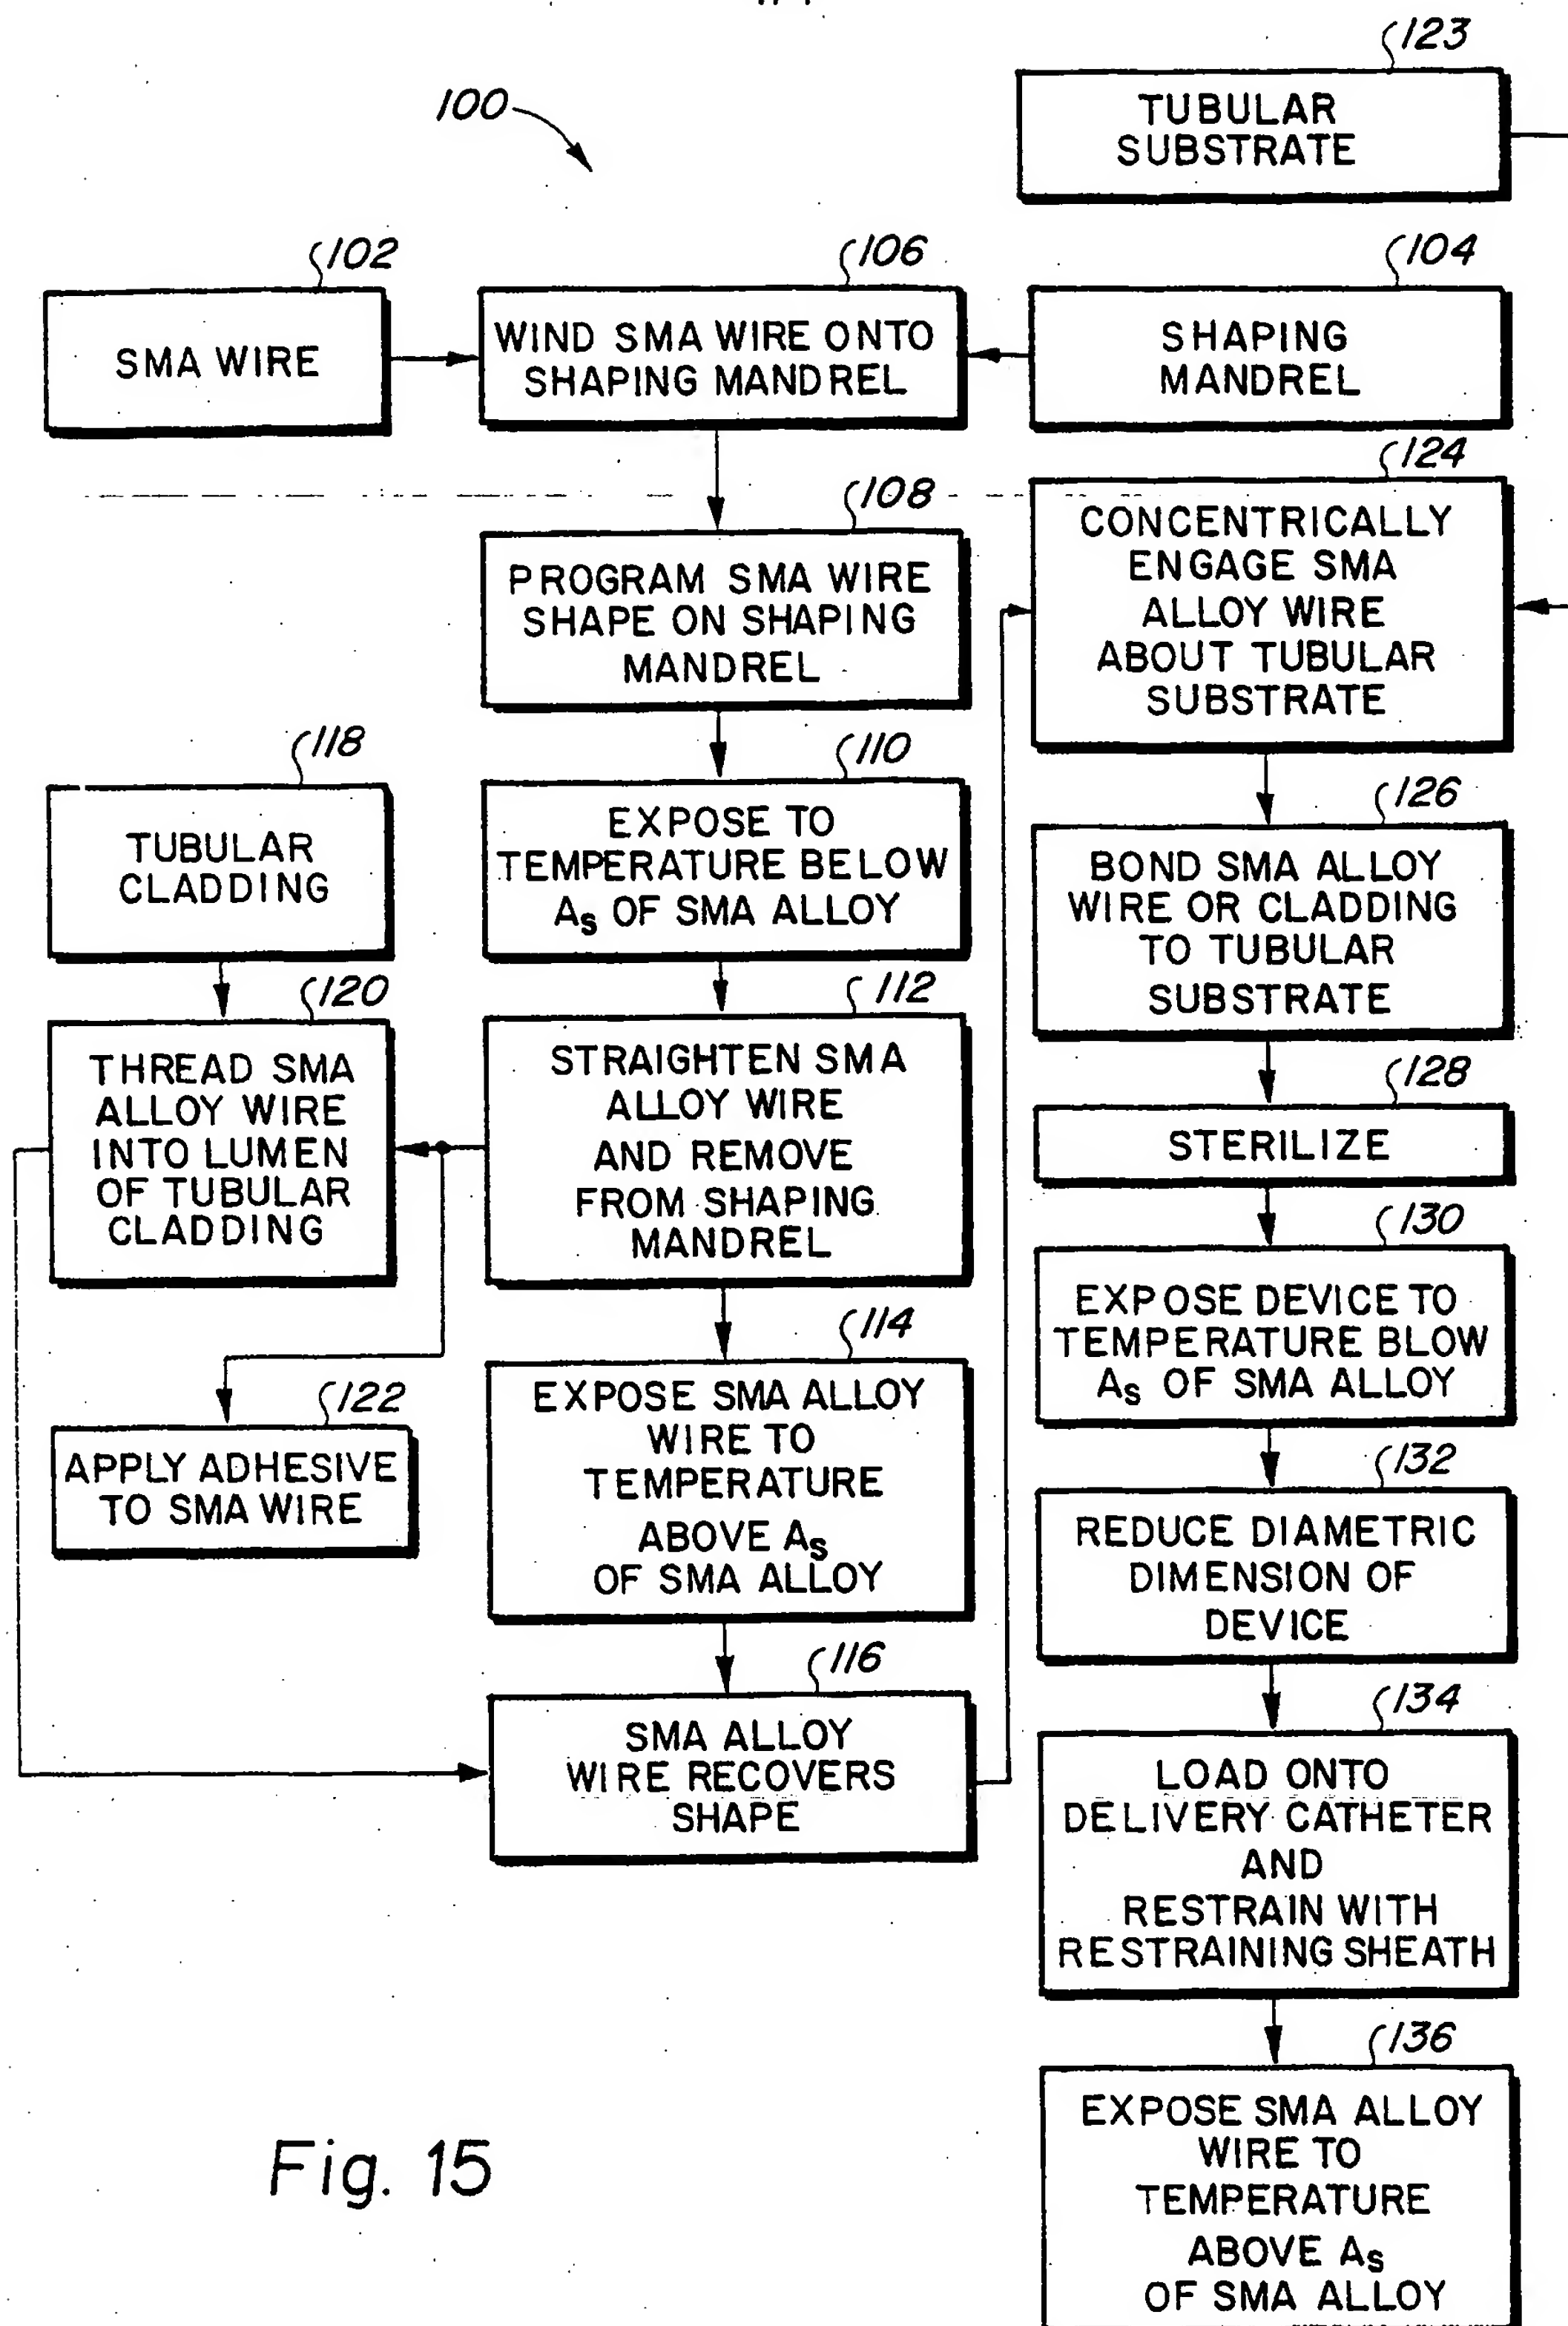 123
TUBULAR
SUBSTRATE
100
102
SMA WIRE
106
WIND SMA WIRE ONTO
SHAPING MANDREL
104
SHAPING
MANDREL
108
PROGRAM SMA WIRE
SHAPE ON SHAPING
MANDREL
110
EXPOSE TO
TEMPERATURE BELOW
As OF SMA ALLOY
112
STRAIGHTEN SMA
ALLOY WIRE
AND REMOVE
FROM SHAPING
MANDREL
114
EXPOSE SMA ALLOY
WIRE TO
TEMPERATURE
ABOVE As
OF SMA ALLOY
116
SMA ALLOY
WIRE RECOVERS
SHAPE
118
TUBULAR
CLADDING
120
THREAD SMA
ALLOY WIRE
INTO LUMEN
OF TUBULAR
CLADDING
122
APPLY ADHESIVE
TO SMA WIRE
124
CONCENTRICALLY
ENGAGE SMA
ALLOY WIRE
ABOUT TUBULAR
SUBSTRATE
126
BOND SMA ALLOY
WIRE OR CLADDING
TO TUBULAR
SUBSTRATE
128
STERILIZE
130
EXPOSE DEVICE TO
TEMPERATURE BLOW
As OF SMA ALLOY
132
REDUCE DIAMETRIC
DIMENSION OF
DEVICE
134
LOAD ONTO
DELIVERY CATHETER
AND
RESTRAIN WITH
RESTRAINING SHEATH
136
EXPOSE SMA ALLOY
WIRE TO
TEMPERATURE
ABOVE As
OF SMA ALLOY
Fig. 15